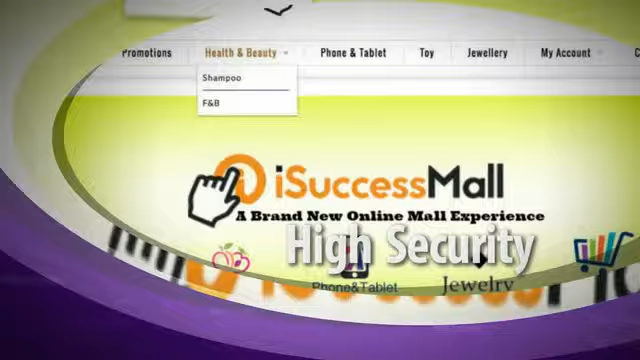 Promotions Health & Beauty Phone & Tablet Toy Jewellery My Account
Shampoo
F&B
iSuccessMall
A Brand New Online Mall Experience
High Security
Phone&Tablet Jewelry